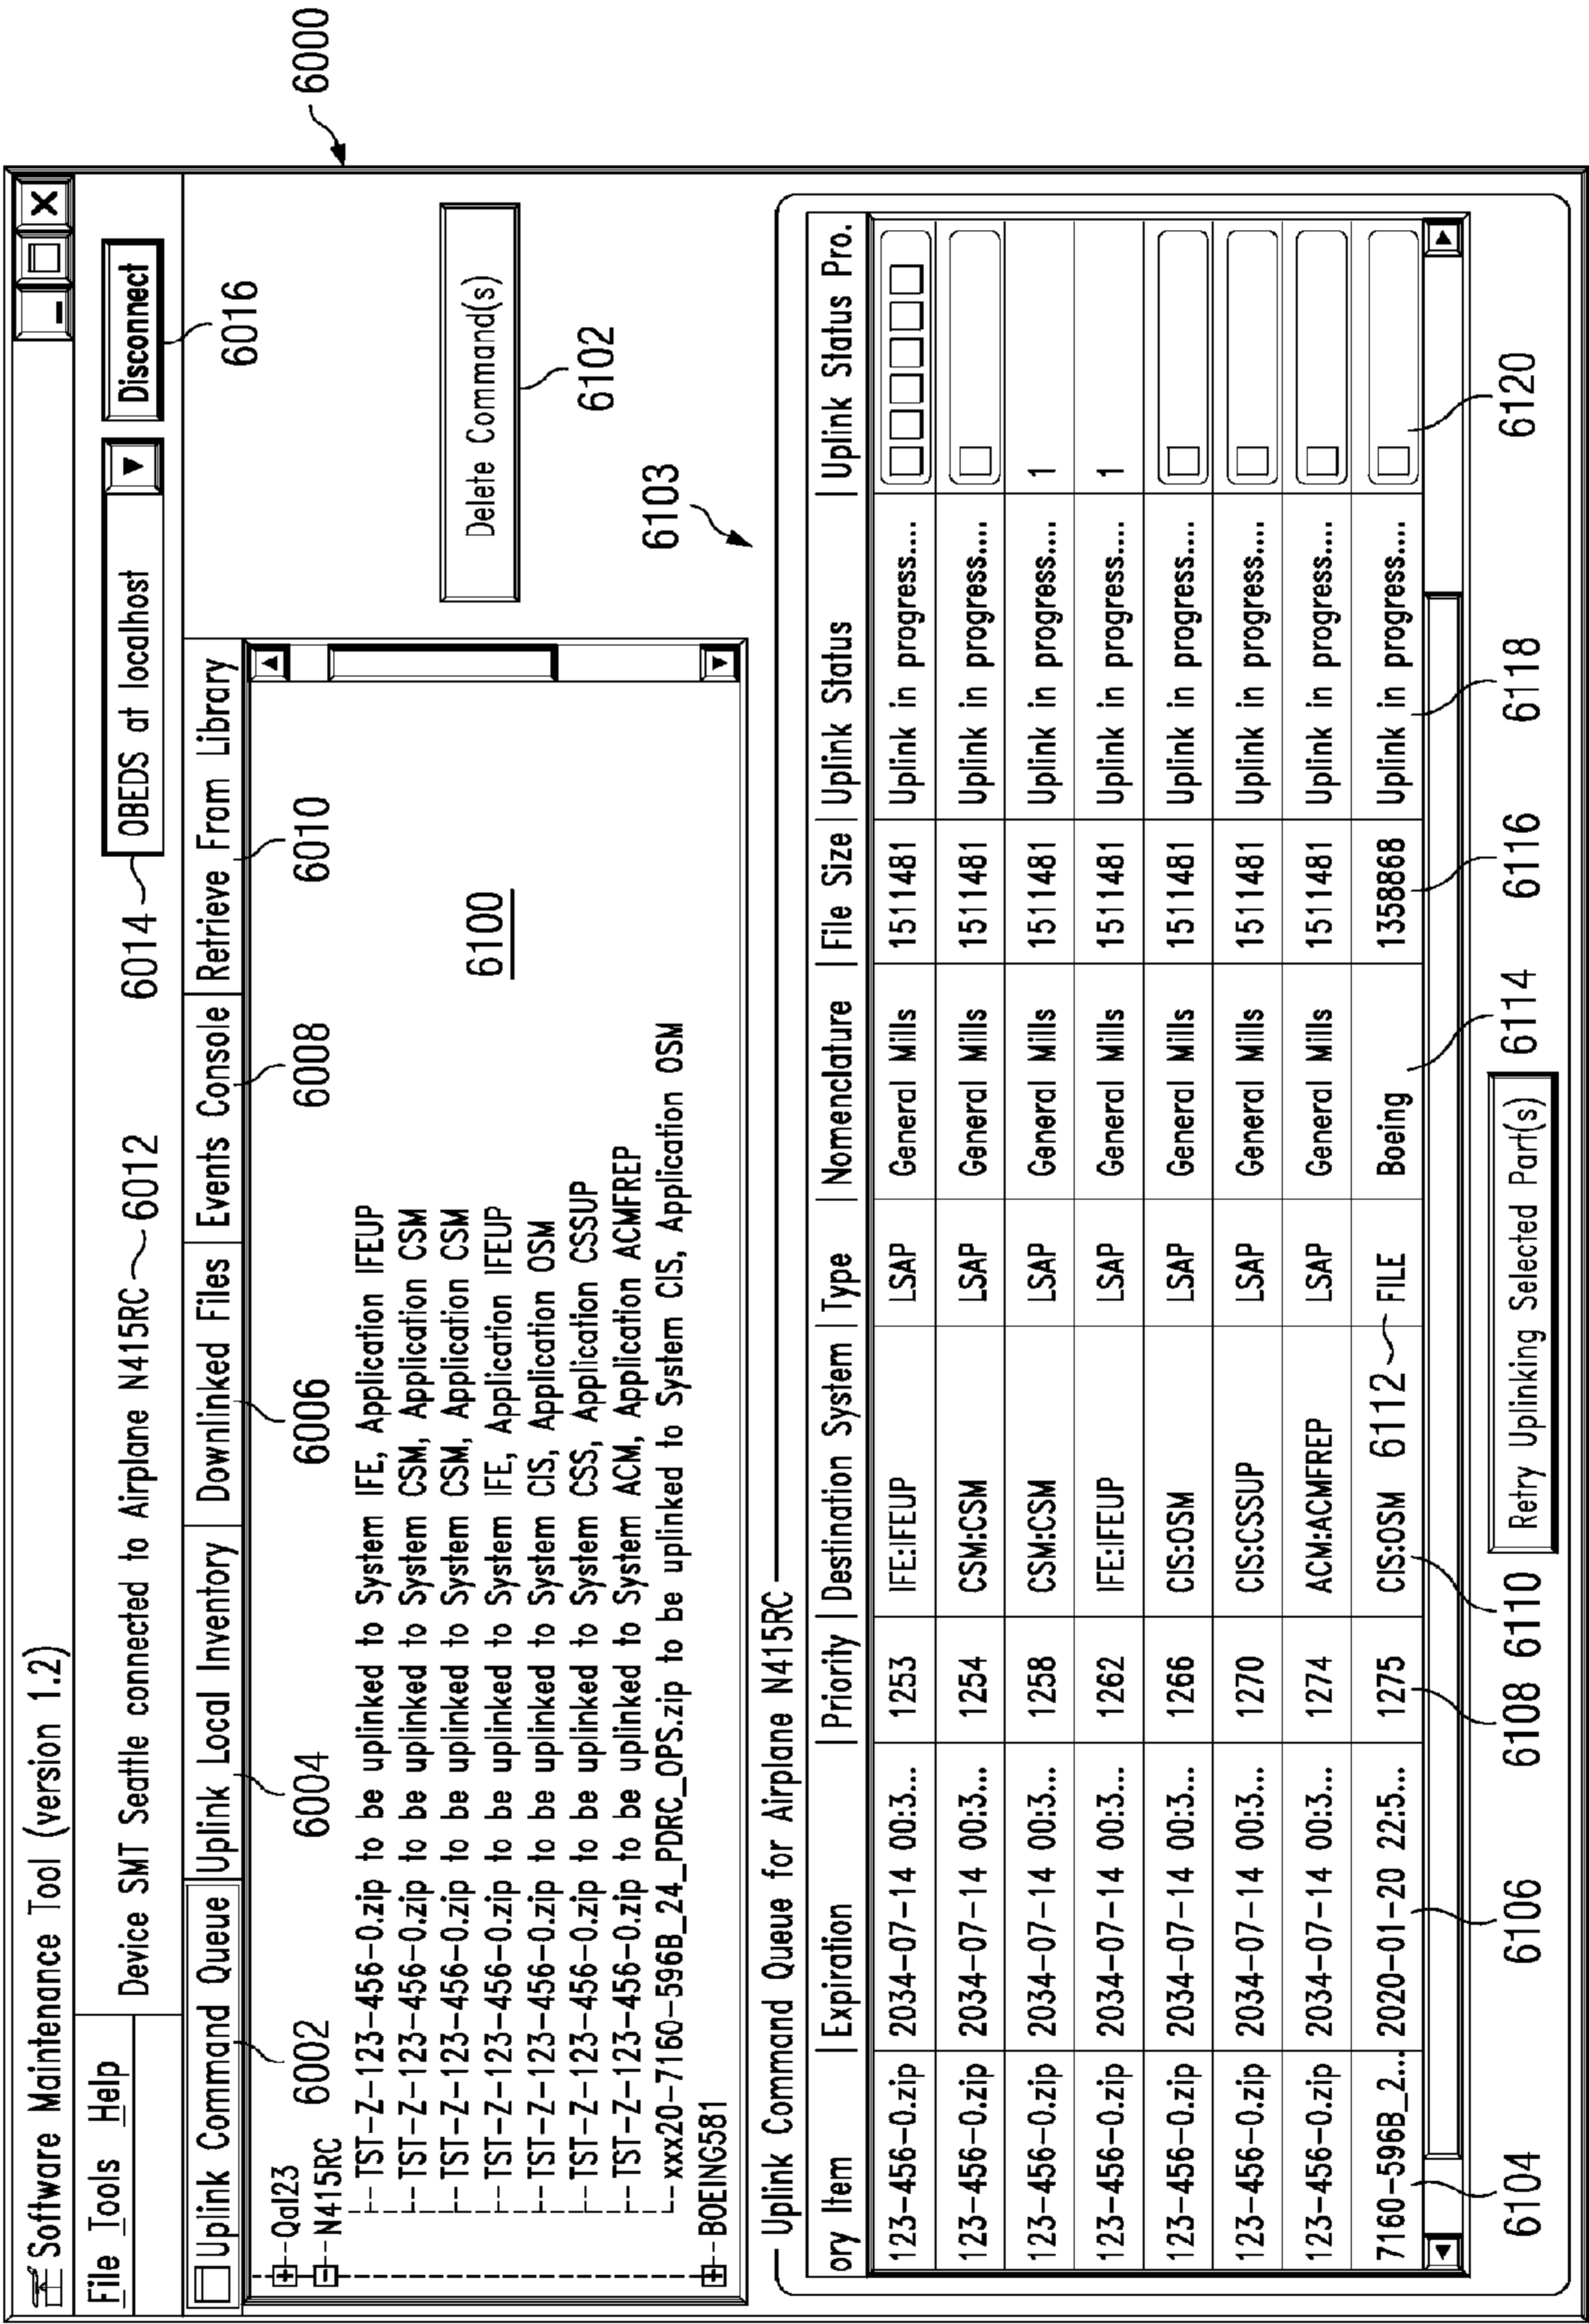 Software Maintenance Tool (version 1.2)
File Tools Help
Device SMT Seattle connected to Airplane N415RC 6012 6014 OBEDS at localhost Disconnect
6016
6000
Uplink Command Queue Uplink Local Inventory Downlinked Files Events Console Retrieve From Library
6002 6004 6006 6008 6010
Qal23
N415RC
TST-Z-123-456-0.zip to be uplinked to System IFE, Application IFEUP
TST-Z-123-456-0.zip to be uplinked to System CSM, Application CSM
TST-Z-123-456-0.zip to be uplinked to System CSM, Application CSM
TST-Z-123-456-0.zip to be uplinked to System IFE, Application IFEUP
TST-Z-123-456-0.zip to be uplinked to System CIS, Application OSM
TST-Z-123-456-0.zip to be uplinked to System CSS, Application CSSUP
TST-Z-123-456-0.zip to be uplinked to System ACM, Application ACMFREP
xxx20-7160-596B_24_PDRC_OPS.zip to be uplinked to System CIS, Application OSM
BOEING581
6100
Delete Command(s)
6102
6103
Uplink Command Queue for Airplane N415RC
ory Item | Expiration | Priority | Destination System | Type | Nomenclature | File Size | Uplink Status | Uplink Status Pro.
123-456-0.zip 2034-07-14 00:3... 1253 IFE:IFEUP LSAP General Mills 1511481 Uplink in progress....
123-456-0.zip 2034-07-14 00:3... 1254 CSM:CSM LSAP General Mills 1511481 Uplink in progress....
123-456-0.zip 2034-07-14 00:3... 1258 CSM:CSM LSAP General Mills 1511481 Uplink in progress.... 1
123-456-0.zip 2034-07-14 00:3... 1262 IFE:IFEUP LSAP General Mills 1511481 Uplink in progress.... 1
123-456-0.zip 2034-07-14 00:3... 1266 CIS:OSM LSAP General Mills 1511481 Uplink in progress....
123-456-0.zip 2034-07-14 00:3... 1270 CIS:CSSUP LSAP General Mills 1511481 Uplink in progress....
123-456-0.zip 2034-07-14 00:3... 1274 ACM:ACMFREP LSAP General Mills 1511481 Uplink in progress....
7160-596B_2... 2020-01-20 22:5... 1275 CIS:OSM 6112 FILE Boeing 1358868 Uplink in progress....
6104 6106 6108 6110 Retry Uplinking Selected Part(s) 6114 6116 6118 6120